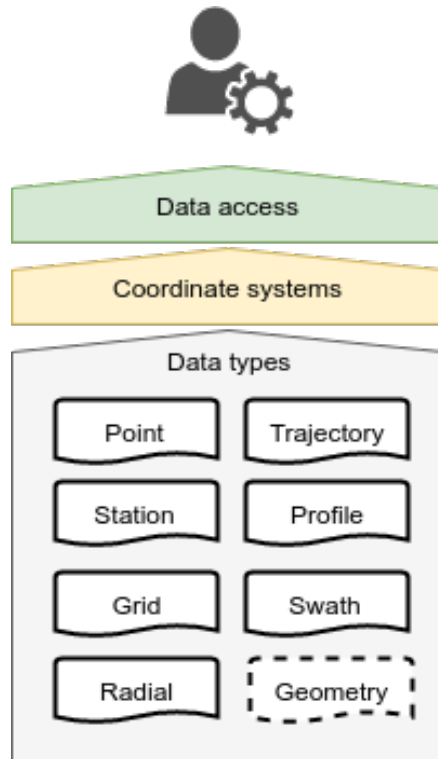 Data access
Coordinate systems
Data types
Point Trajectory
Station Profile
Grid Swath
Radial Geometry